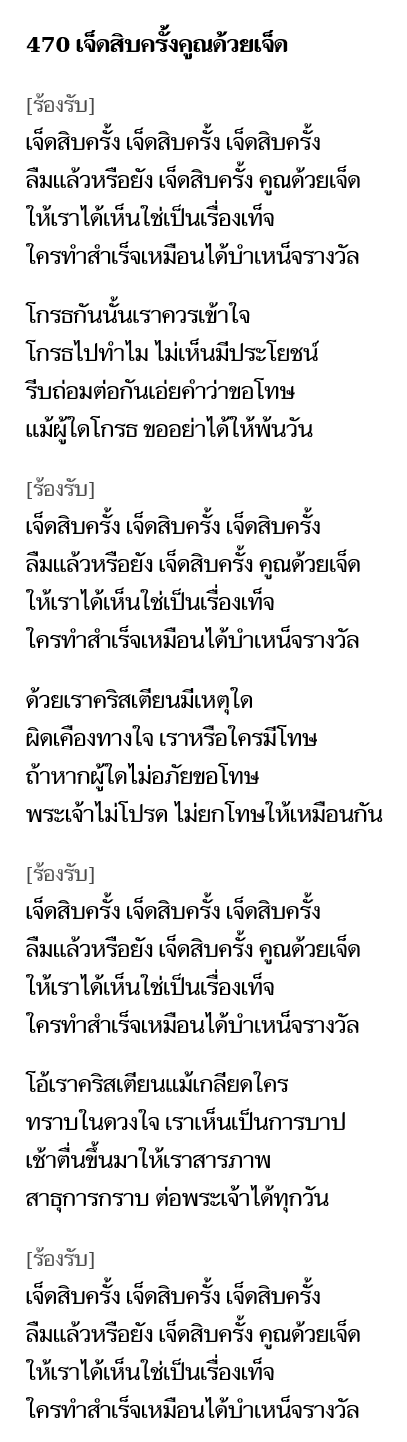 470 เจ็ดสิบครั้งคูณด้วยเจ็ด
[ร้องรับ]
เจ็ดสิบครั้ง เจ็ดสิบครั้ง เจ็ดสิบครั้ง
ลืมแล้วหรือยัง เจ็ดสิบครั้ง คูณด้วยเจ็ด
ให้เราได้เห็นใช่เป็นเรื่องเท็จ
ใครทำสำเร็จเหมือนได้บำเหน็จรางวัล
โกรธกันนั้นเราควรเข้าใจ
โกรธไปทำไม ไม่เห็นมีประโยชน์
รีบถ่อมต่อกันเอ่ยคำว่าขอโทษ
แม้ผู้ใดโกรธ ขออย่าได้ให้พ้นวัน
[ร้องรับ]
เจ็ดสิบครั้ง เจ็ดสิบครั้ง เจ็ดสิบครั้ง
ลืมแล้วหรือยัง เจ็ดสิบครั้ง คูณด้วยเจ็ด
ให้เราได้เห็นใช่เป็นเรื่องเท็จ
ใครทำสำเร็จเหมือนได้บำเหน็จรางวัล
ด้วยเราคริสเตียนมีเหตุใด
ผิดเคืองทางใจ เราหรือใครมีโทษ
ถ้าหากผู้ใดไม่อภัยขอโทษ
พระเจ้าไม่โปรด ไม่ยกโทษให้เหมือนกัน
[ร้องรับ]
เจ็ดสิบครั้ง เจ็ดสิบครั้ง เจ็ดสิบครั้ง
ลืมแล้วหรือยัง เจ็ดสิบครั้ง คูณด้วยเจ็ด
ให้เราได้เห็นใช่เป็นเรื่องเท็จ
ใครทำสำเร็จเหมือนได้บำเหน็จรางวัล
โอ้เราคริสเตียนแม้เกลียดใคร
ทราบในดวงใจ เราเห็นเป็นการบาป
เช้าตื่นขึ้นมาให้เราสารภาพ
สาธุการกราบ ต่อพระเจ้าได้ทุกวัน
[ร้องรับ]
เจ็ดสิบครั้ง เจ็ดสิบครั้ง เจ็ดสิบครั้ง
ลืมแล้วหรือยัง เจ็ดสิบครั้ง คูณด้วยเจ็ด
ให้เราได้เห็นใช่เป็นเรื่องเท็จ
ใครทำสำเร็จเหมือนได้บำเหน็จรางวัล